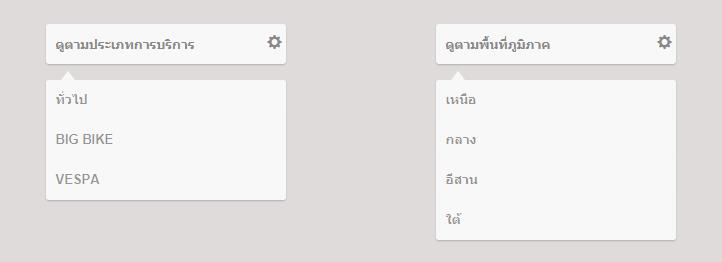 ดูตามประเภทการบริการ
ทั่วไป
BIG BIKE
VESPA
ดูตามพื้นที่ภูมิภาค
เหนือ
กลาง
อีสาน
ใต้